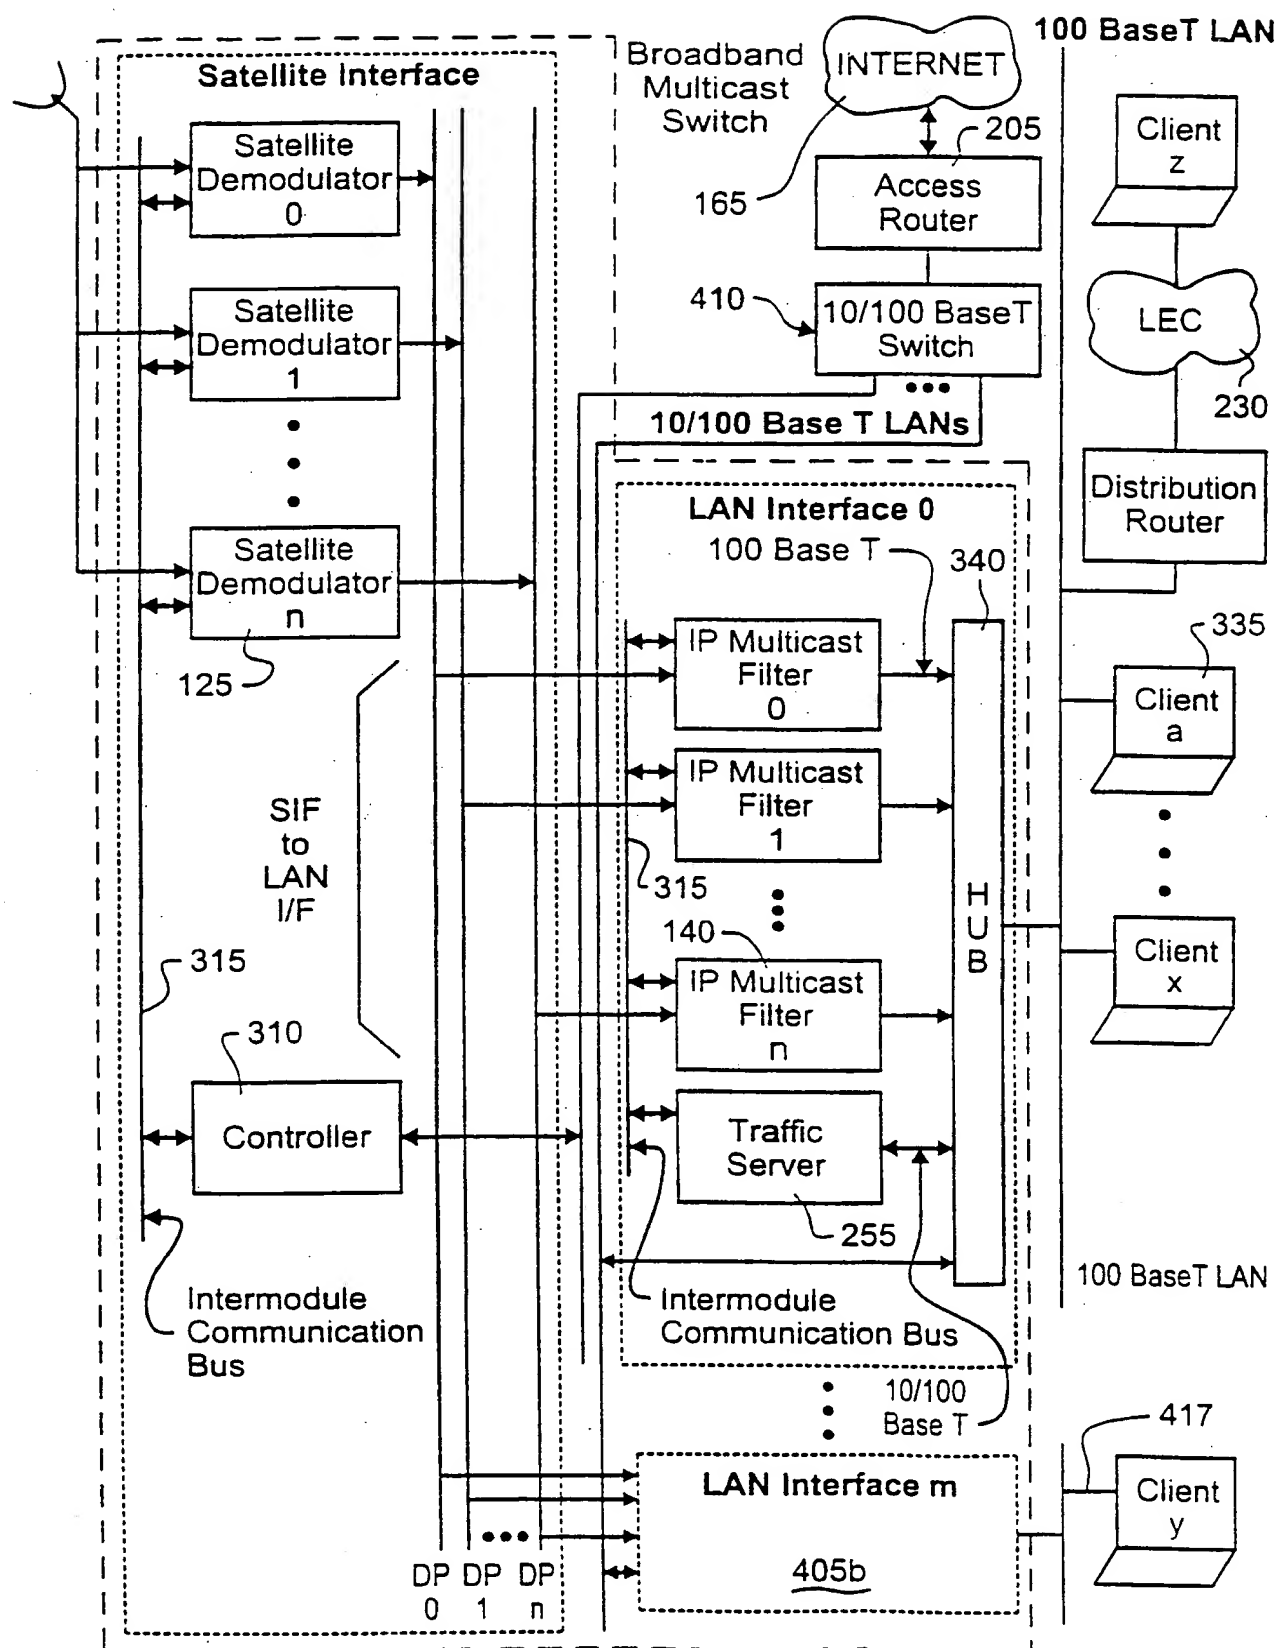 100 BaseT LAN
Satellite Interface
Broadband
Multicast
Switch
INTERNET
165
205
Access
Router
410
10/100 BaseT
Switch
•••
10/100 Base T LANs
Client
z
LEC
230
Distribution
Router
Satellite
Demodulator
0
Satellite
Demodulator
1
Satellite
Demodulator
n
125
SIF
to
LAN
I/F
315
310
Controller
Intermodule
Communication
Bus
LAN Interface 0
100 Base T
340
IP Multicast
Filter
0
IP Multicast
Filter
1
315
140
IP Multicast
Filter
n
Traffic
Server
255
HUB
Intermodule
Communication Bus
10/100
Base T
335
Client
a
Client
x
100 BaseT LAN
417
Client
y
LAN Interface m
405b
DP
0
DP
1
DP
n